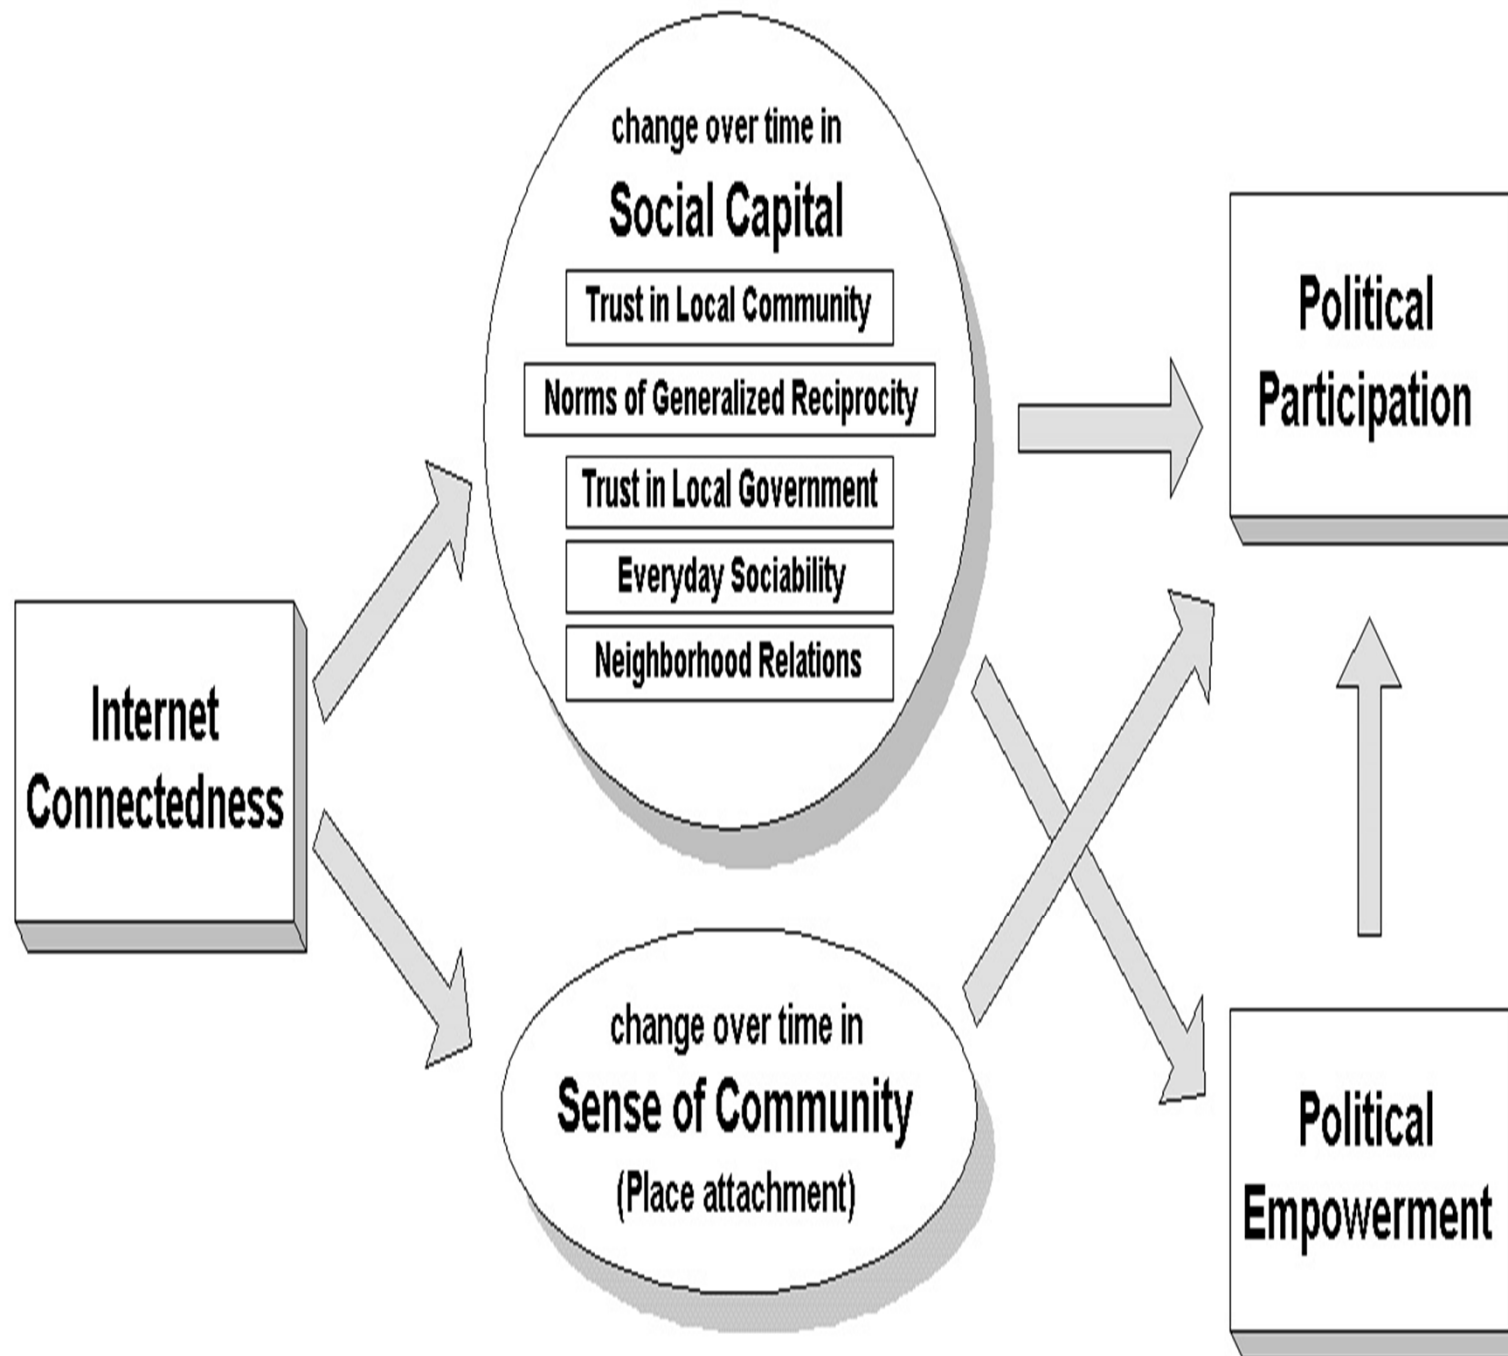 change over time in
Social Capital
Trust in Local Community
Norms of Generalized Reciprocity
Trust in Local Government
Everyday Sociability
Neighborhood Relations
Internet
Connectedness
change over time in
Sense of Community
(Place attachment)
Political
Participation
Political
Empowerment